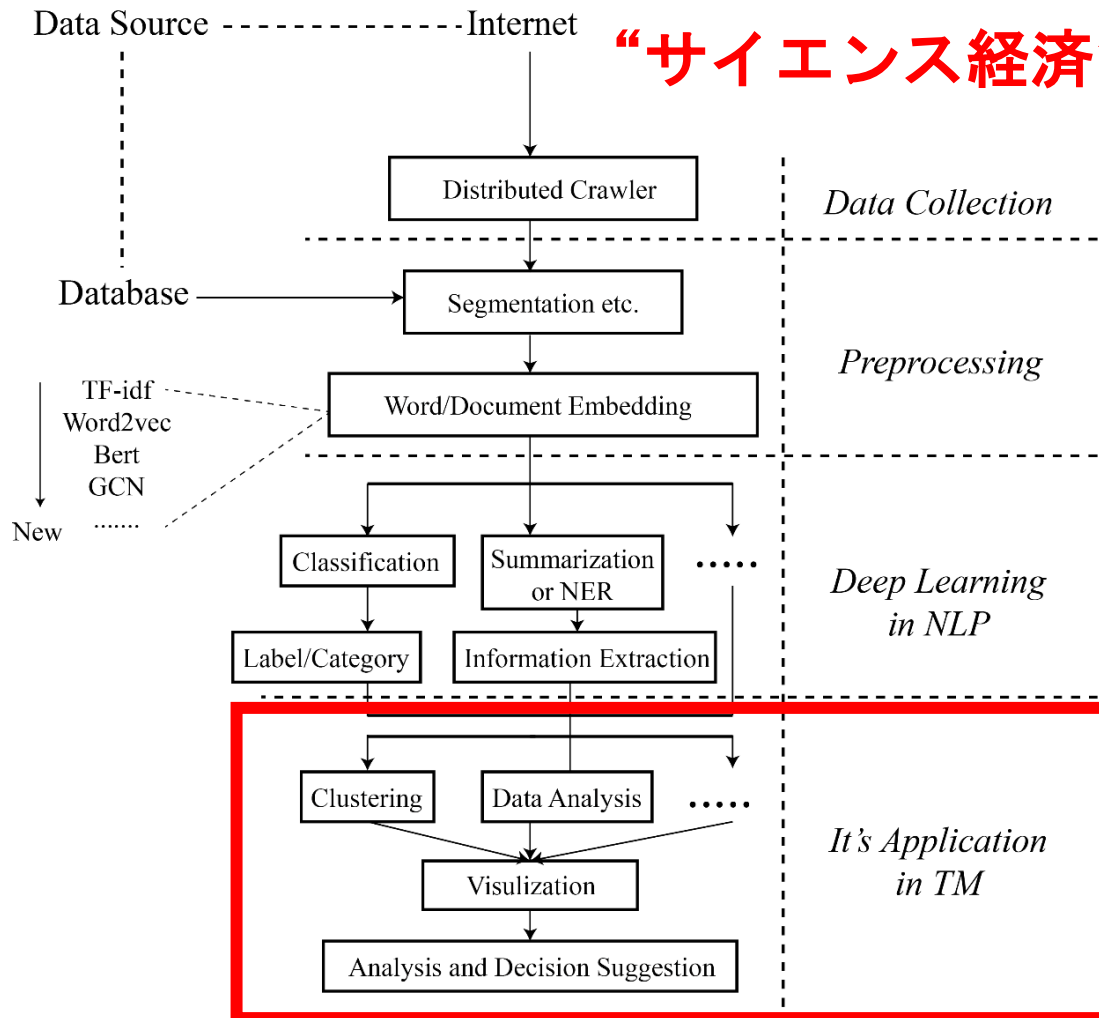 Data Source
Internet
“サイエンス経済
Distributed Crawler
Data Collection
Database
Segmentation etc.
Preprocessing
TF-idf
Word2vec
Bert
GCN
New
.......
Word/Document Embedding
Classification
Summarization
or NER
.....
Deep Learning
in NLP
Label/Category
Information Extraction
Clustering
Data Analysis
.....
It’s Application
in TM
Visulization
Analysis and Decision Suggestion